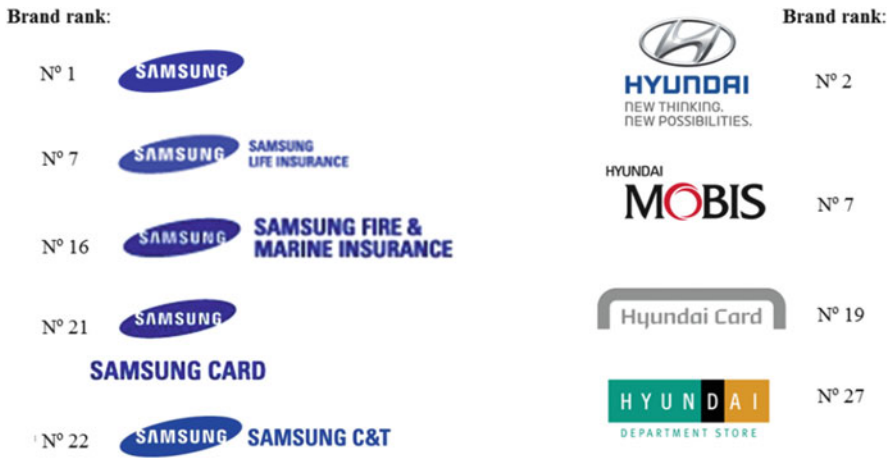 Brand rank:
Nº 1
SAMSUNG
Nº 7
SAMSUNG
SAMSUNG
LIFE INSURANCE
Nº 16
SAMSUNG
SAMSUNG FIRE &
MARINE INSURANCE
Nº 21
SAMSUNG
SAMSUNG CARD
Nº 22
SAMSUNG
SAMSUNG C&T
Brand rank:
HYUNDAI
NEW THINKING.
NEW POSSIBILITIES.
Nº 2
HYUNDAI
MOBIS
Nº 7
Hyundai Card
Nº 19
HYUNDAI
DEPARTMENT STORE
Nº 27